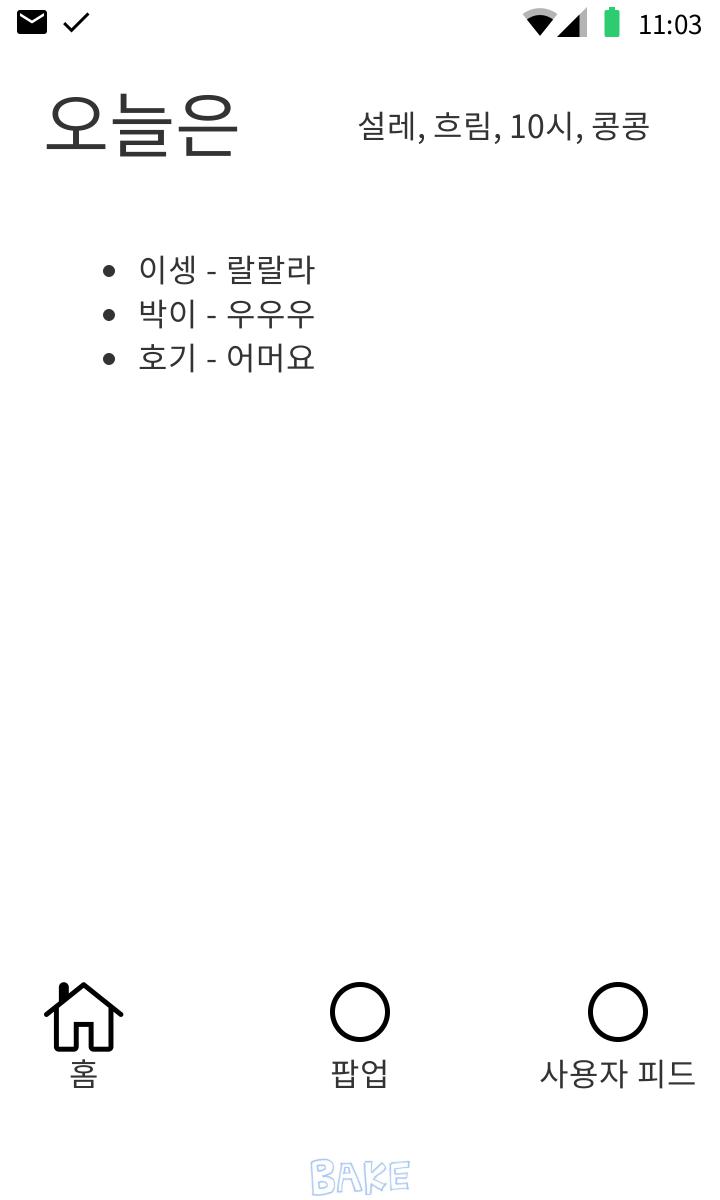 11:03
오늘은
설레, 흐림, 10시, 콩콩
이셍 - 랄랄라
박이 - 우우우
호기 - 어머요
홈
팝업
사용자 피드
BAKE